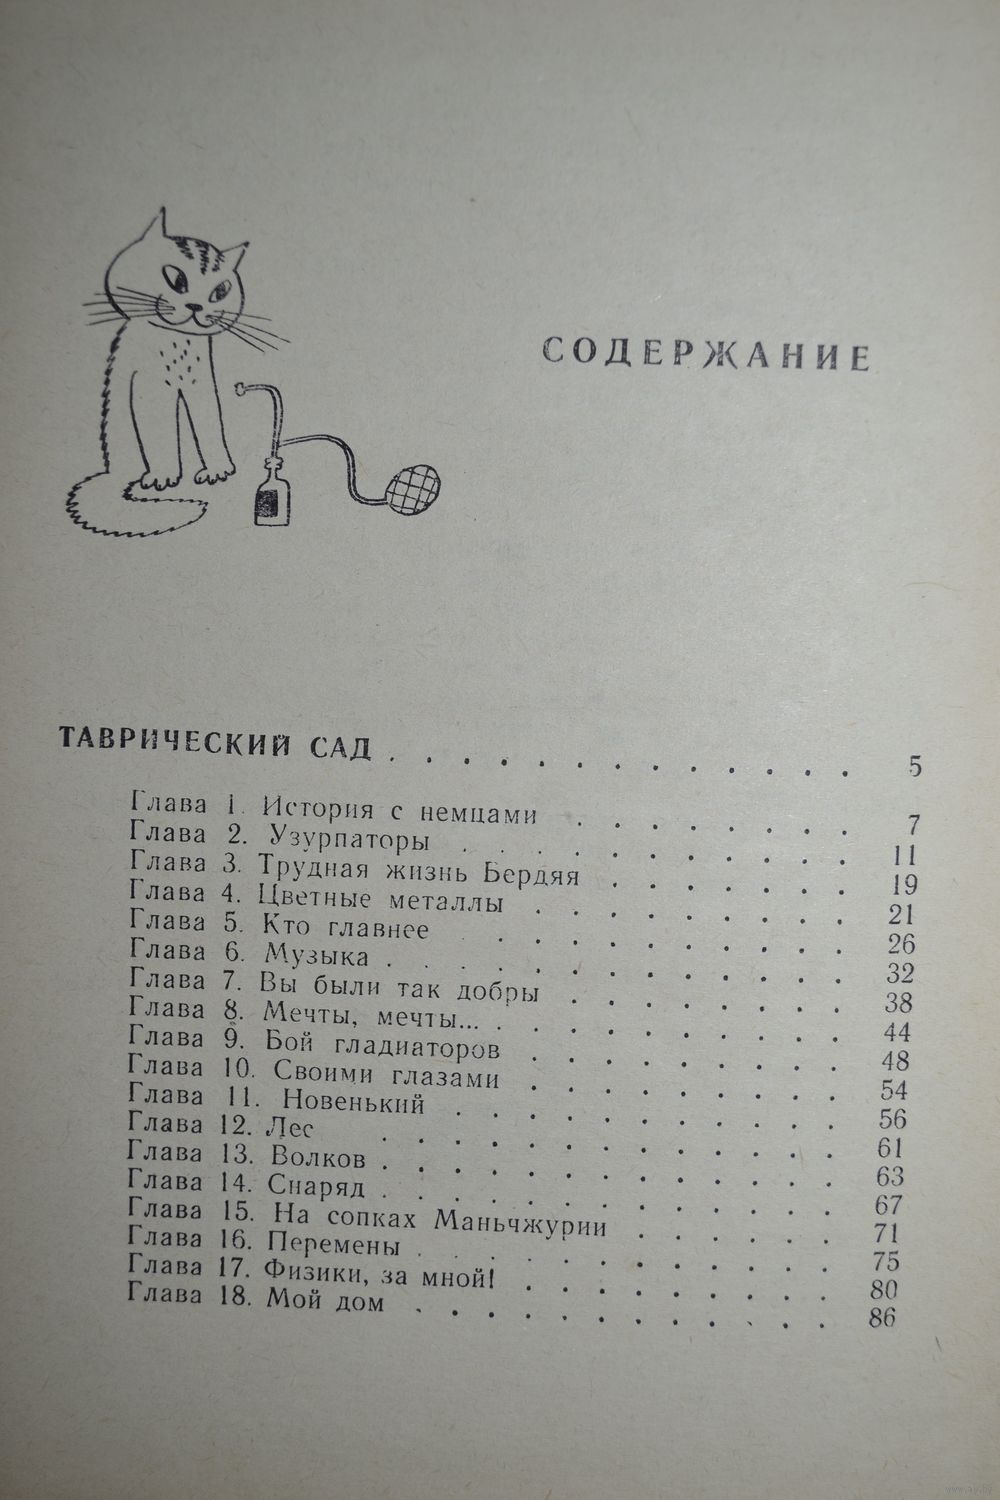 СОДЕРЖАНИЕ
ТАВРИЧЕСКИЙ САД . . . . . . . . . . . . . 5
Глава 1. История с немцами . . . . . . . . 7
Глава 2. Узурпаторы . . . . . . . . . . . 11
Глава 3. Трудная жизнь Бердяя . . . . . . . 19
Глава 4. Цветные металлы . . . . . . . . . 21
Глава 5. Кто главнее . . . . . . . . . . 26
Глава 6. Музыка . . . . . . . . . . . . . 32
Глава 7. Вы были так добры . . . . . . . . 38
Глава 8. Мечты, мечты... . . . . . . . . . . 44
Глава 9. Бой гладиаторов . . . . . . . . . 48
Глава 10. Своими глазами . . . . . . . . . 54
Глава 11. Новенький . . . . . . . . . . . 56
Глава 12. Лес . . . . . . . . . . . . . 61
Глава 13. Волков . . . . . . . . . . . . . 63
Глава 14. Снаряд . . . . . . . . . . . . . 67
Глава 15. На сопках Маньчжурии . . . . . . 71
Глава 16. Перемены . . . . . . . . . . . . 75
Глава 17. Физики, за мной! . . . . . . . . . 80
Глава 18. Мой дом . . . . . . . . . . . . 86